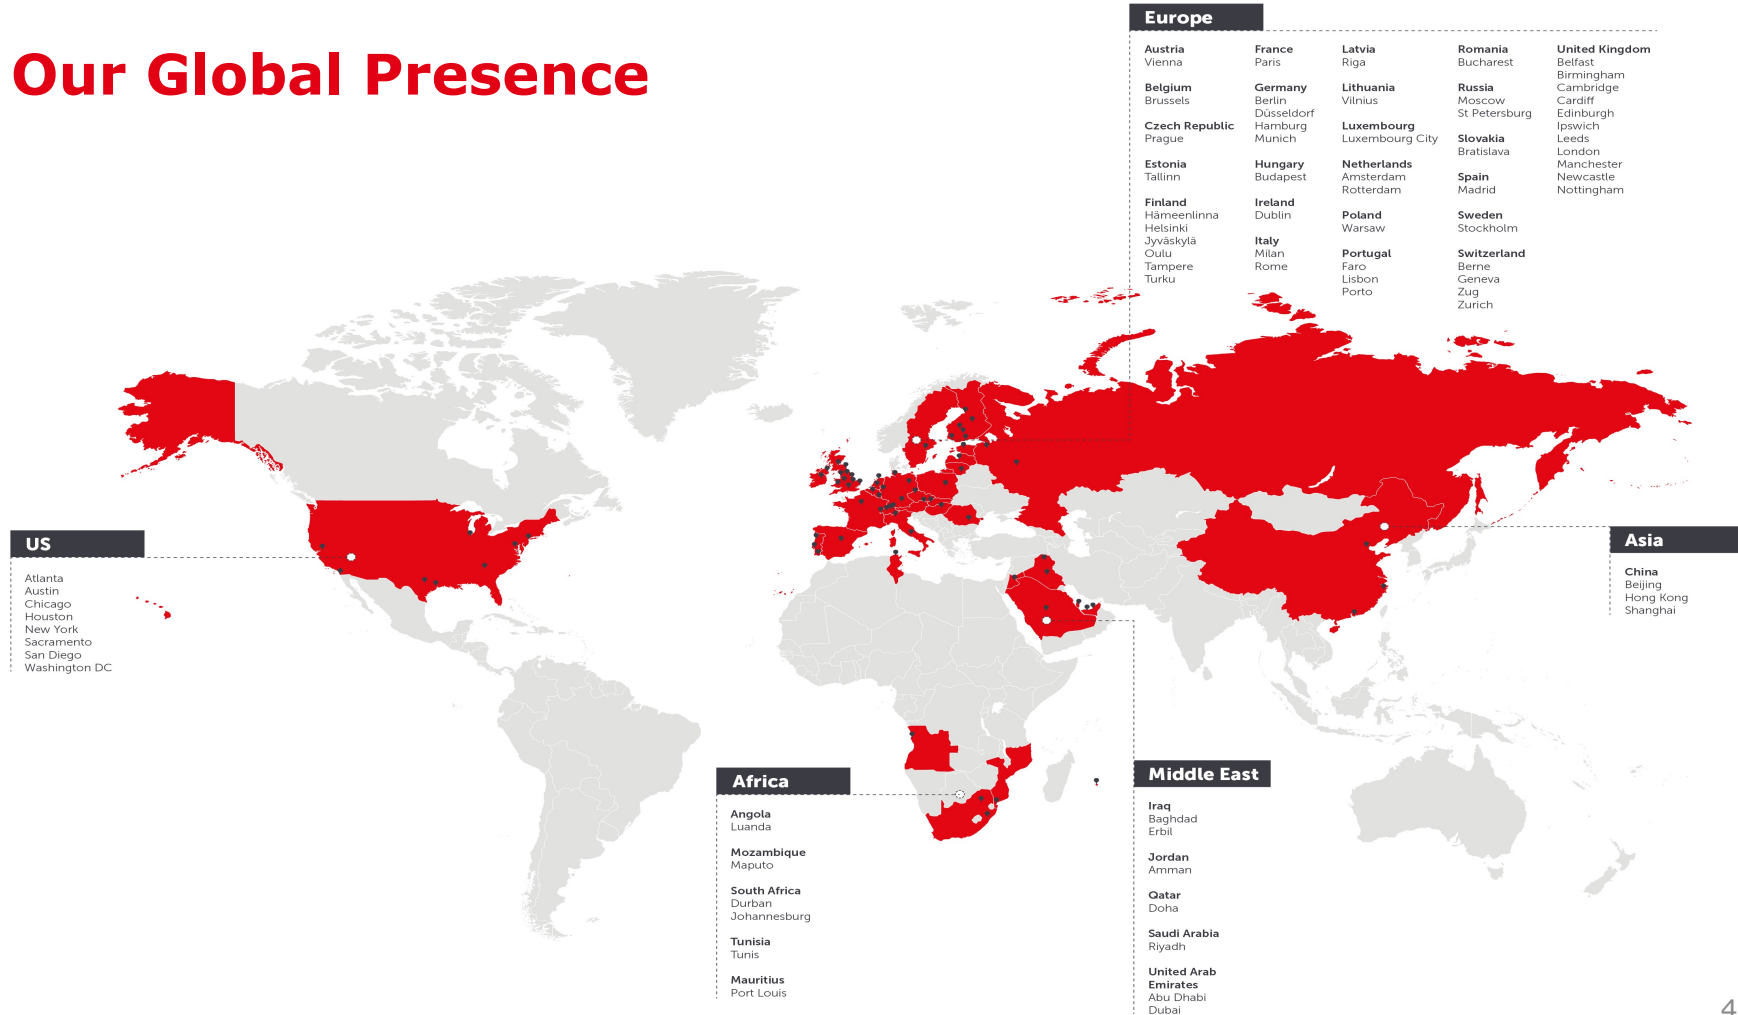 Our Global Presence
Europe
Austria
Vienna
Belgium
Brussels
Czech Republic
Prague
Estonia
Tallinn
Finland
Hämeenlinna
Helsinki
Jyväskylä
Oulu
Tampere
Turku
France
Paris
Germany
Berlin
Düsseldorf
Hamburg
Munich
Hungary
Budapest
Ireland
Dublin
Italy
Milan
Rome
Latvia
Riga
Lithuania
Vilnius
Luxembourg
Luxembourg City
Netherlands
Amsterdam
Rotterdam
Poland
Warsaw
Portugal
Faro
Lisbon
Porto
Romania
Bucharest
Russia
Moscow
St Petersburg
Slovakia
Bratislava
Spain
Madrid
Sweden
Stockholm
Switzerland
Berne
Geneva
Zug
Zurich
United Kingdom
Belfast
Birmingham
Cambridge
Cardiff
Edinburgh
Ipswich
Leeds
London
Manchester
Newcastle
Nottingham
US
Atlanta
Austin
Chicago
Houston
New York
Sacramento
San Diego
Washington DC
Asia
China
Beijing
Hong Kong
Shanghai
Africa
Angola
Luanda
Mozambique
Maputo
South Africa
Durban
Johannesburg
Tunisia
Tunis
Mauritius
Port Louis
Middle East
Iraq
Baghdad
Erbil
Jordan
Amman
Qatar
Doha
Saudi Arabia
Riyadh
United Arab
Emirates
Abu Dhabi
Dubai
4